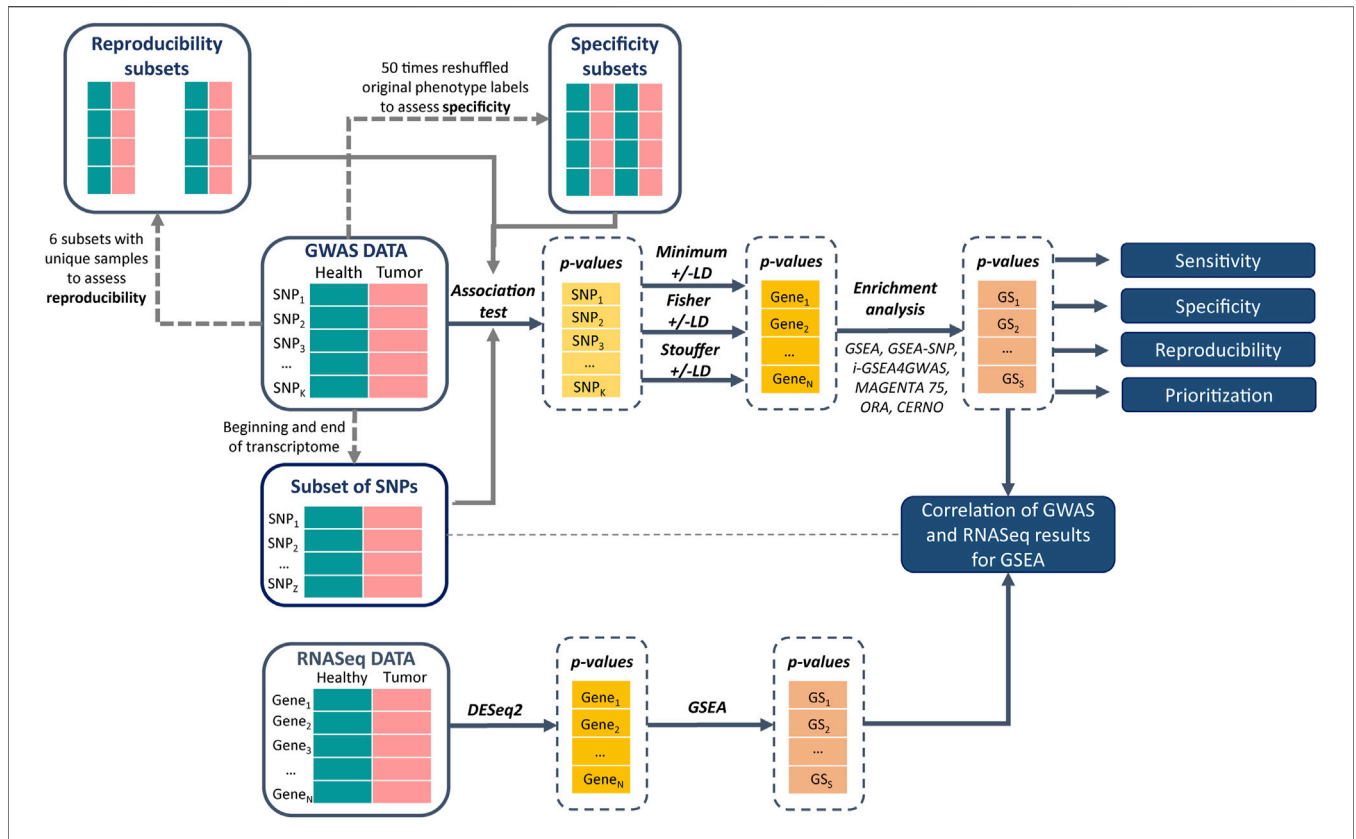 Reproducibility
subsets
50 times reshuffled
original phenotype labels
to assess specificity
Specificity
subsets
6 subsets with
unique samples
to assess
reproducibility
GWAS DATA
Health Tumor
SNP1
SNP2
SNP3
...
SNPK
Association
test
p-values
SNP1
SNP2
SNP3
...
SNPK
Minimum
+/-LD
Fisher
+/-LD
Stouffer
+/-LD
p-values
Gene1
Gene2
...
GeneN
Enrichment
analysis
GSEA, GSEA-SNP,
i-GSEA4GWAS,
MAGENTA 75,
ORA, CERNO
p-values
GS1
GS2
...
GSS
Sensitivity
Specificity
Reproducibility
Prioritization
Beginning and end
of transcriptome
Subset of SNPs
SNP1
SNP2
...
SNPZ
Correlation of GWAS
and RNASeq results
for GSEA
RNASeq DATA
Healthy Tumor
Gene1
Gene2
Gene3
...
GeneN
DESeq2
p-values
Gene1
Gene2
...
GeneN
GSEA
p-values
GS1
GS2
...
GSS